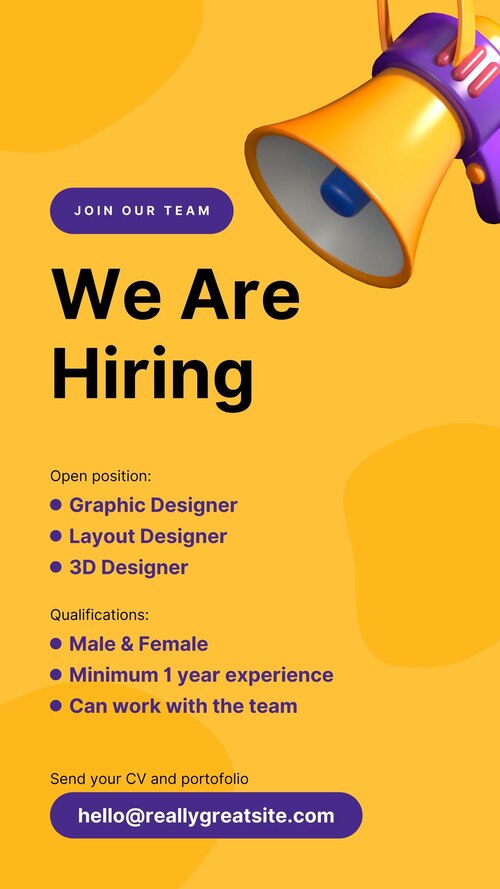 JOIN OUR TEAM
We Are
Hiring
Open position:
Graphic Designer
Layout Designer
3D Designer
Qualifications:
Male & Female
Minimum 1 year experience
Can work with the team
Send your CV and portofolio
hello@reallygreatsite.com